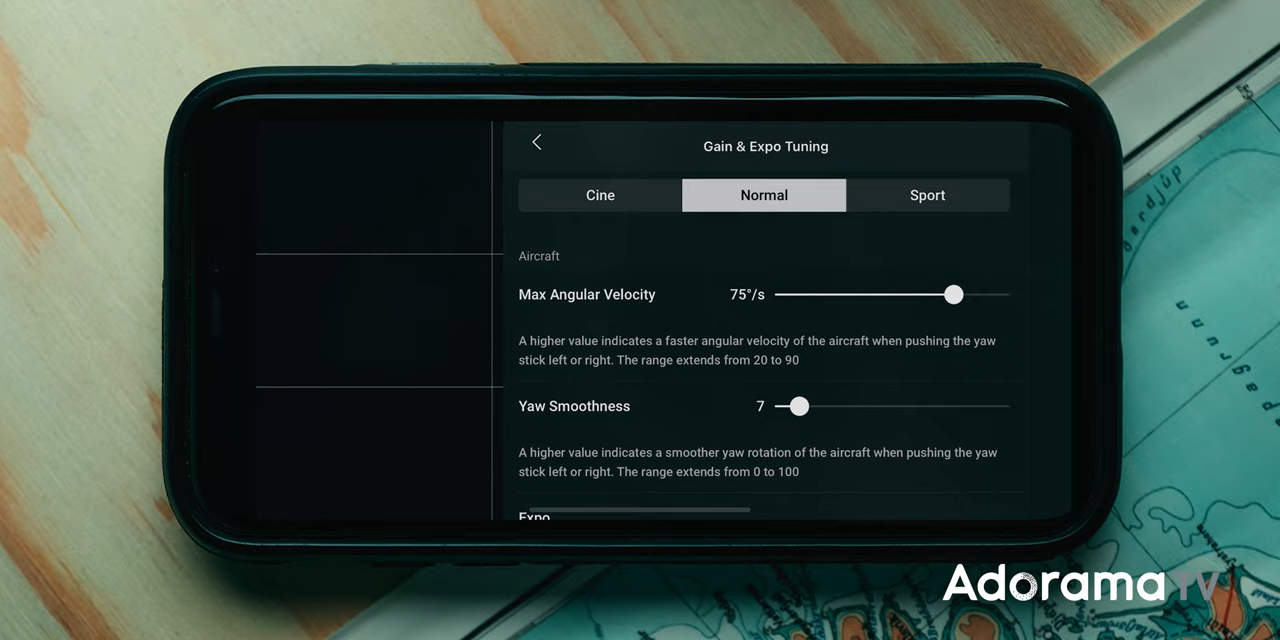 Gain & Expo Tuning
Cine
Normal
Sport
Aircraft
Max Angular Velocity
75°/s
A higher value indicates a faster angular velocity of the aircraft when pushing the yaw
stick left or right. The range extends from 20 to 90
Yaw Smoothness
7
A higher value indicates a smoother yaw rotation of the aircraft when pushing the yaw
stick left or right. The range extends from 0 to 100
Expo
Adorama TV